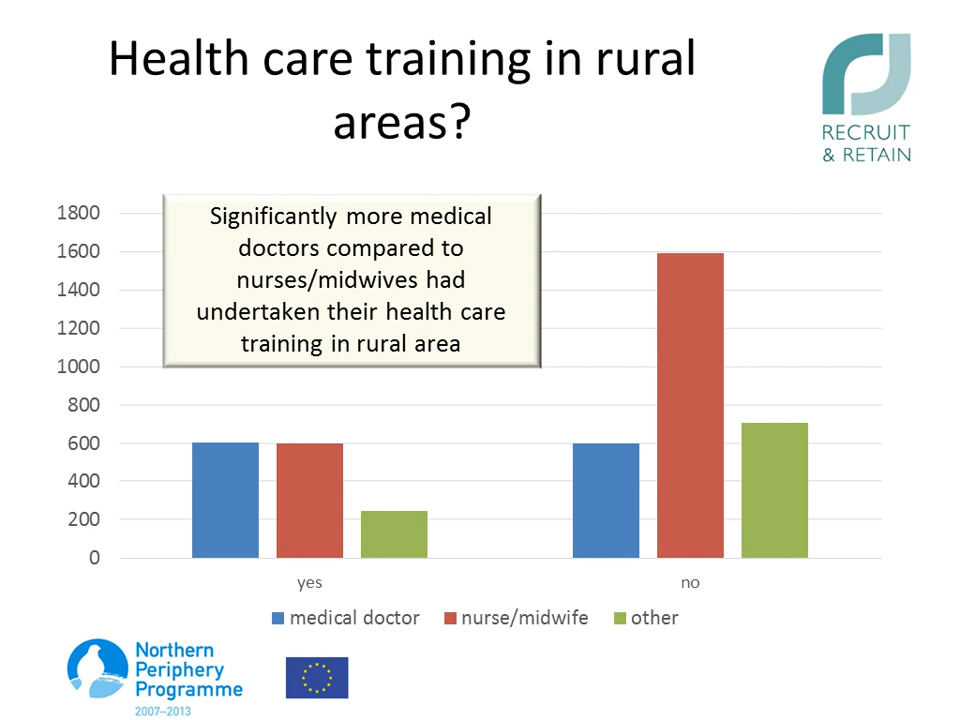 Health care training in rural
areas?
RECRUIT
& RETAIN
Significantly more medical
doctors compared to
nurses/midwives had
undertaken their health care
training in rural area
1800
1600
1400
1200
1000
800
600
400
200
0
yes no
medical doctor nurse/midwife other
Northern
Periphery
Programme
2007–2013